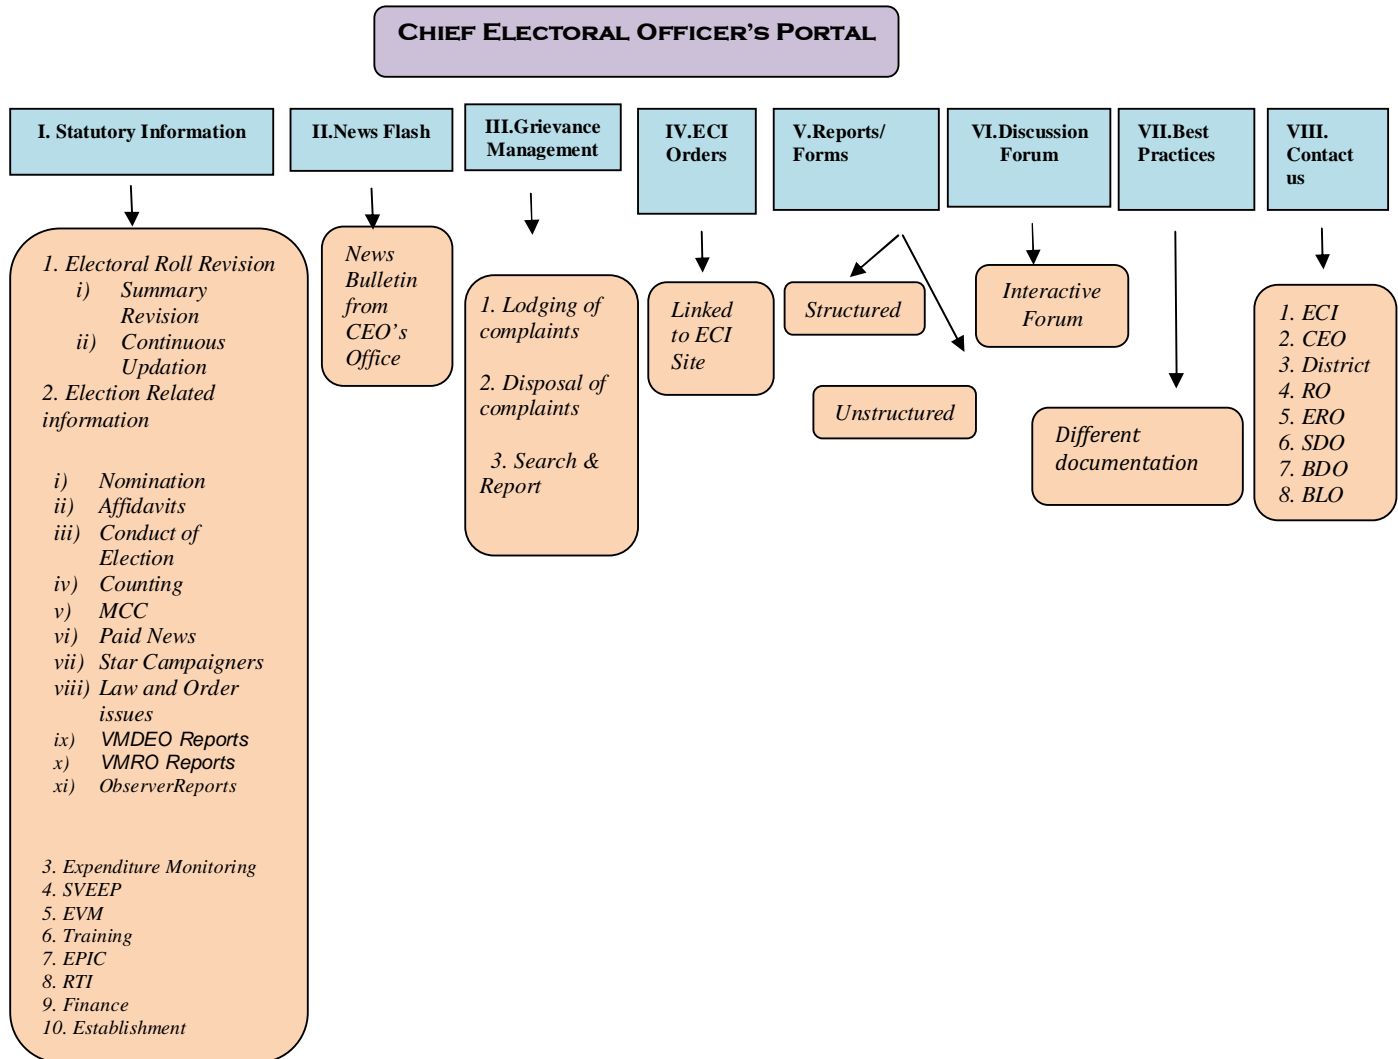 CHIEF ELECTORAL OFFICER'S PORTAL
I. Statutory Information
II.News Flash
III.Grievance
Management
IV.ECI
Orders
V.Reports/
Forms
VI.Discussion
Forum
VII.Best
Practices
VIII.
Contact
us
1. Electoral Roll Revision
i) Summary
Revision
ii) Continuous
Updation
2. Election Related
information
i) Nomination
ii) Affidavits
iii) Conduct of
Election
iv) Counting
v) MCC
vi) Paid News
vii) Star Campaigners
viii) Law and Order
issues
ix) VMDEO Reports
x) VMRO Reports
xi) ObserverReports
3. Expenditure Monitoring
4. SVEEP
5. EVM
6. Training
7. EPIC
8. RTI
9. Finance
10. Establishment
News
Bulletin
from
CEO's
Office
1. Lodging of
complaints
2. Disposal of
complaints
3. Search &
Report
Linked
to ECI
Site
Structured
Unstructured
Interactive
Forum
Different
documentation
1. ECI
2. CEO
3. District
4. RO
5. ERO
6. SDO
7. BDO
8. BLO